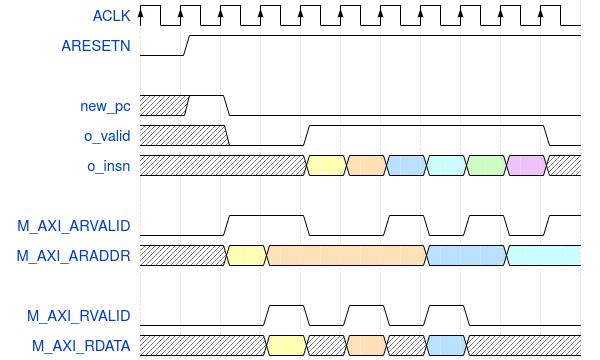 ACLK
ARESETN
new_pc
o_valid
o_insn
M_AXI_ARVALID
M_AXI_ARADDR
M_AXI_RVALID
M_AXI_RDATA